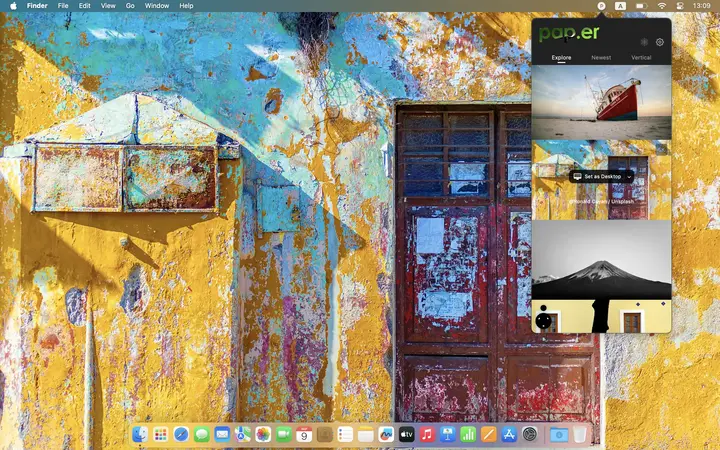 Finder File Edit View Go Window Help
A
13:09
pap.er
Explore Newest Vertical
Set as Desktop
@Ronald Cuyan / Unsplash
9
tv